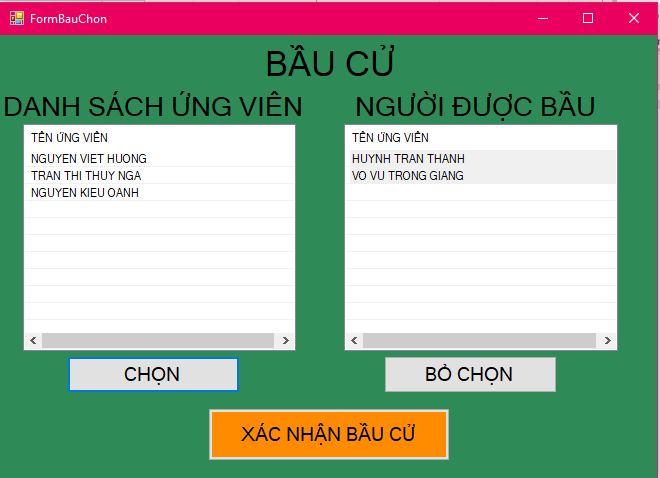 FormBauChon
BẦU CỬ
DANH SÁCH ỨNG VIÊN
NGƯỜI ĐƯỢC BẦU
TÊN ỨNG VIÊN
NGUYEN VIET HUONG
TRAN THI THUY NGA
NGUYEN KIEU OANH
TÊN ỨNG VIÊN
HUYNH TRAN THANH
VO VU TRONG GIANG
CHỌN
BỎ CHỌN
XÁC NHẬN BẦU CỬ